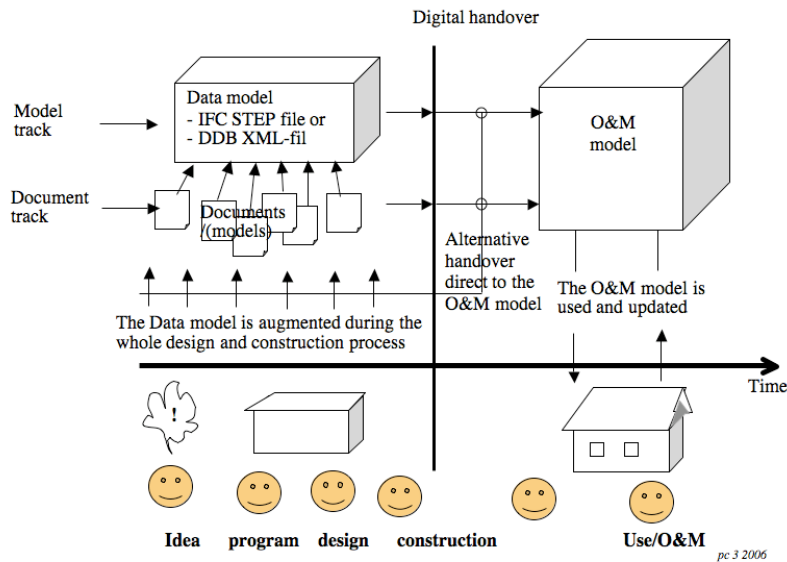 Digital handover
Data model
- IFC STEP file or
- DDB XML-fil
Model
track
O&M
model
Document
track
Documents
/(models)
Alternative
handover
direct to the
O&M model
The O&M model is
used and updated
The Data model is augmented during the
whole design and construction process
Time
!
Idea program design construction Use/O&M
pc 3 2006